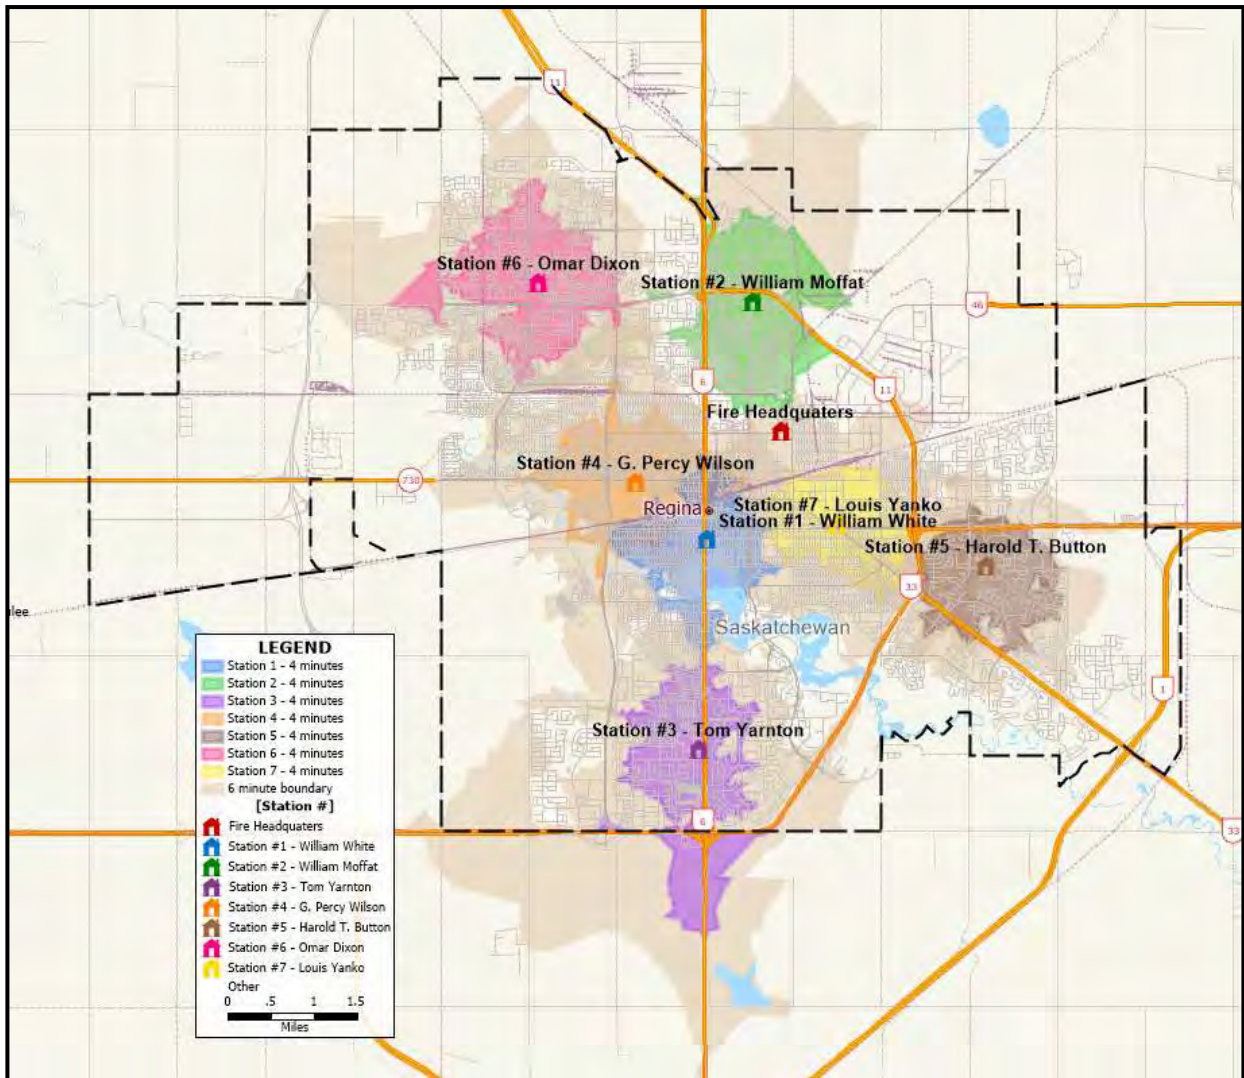 11
Station #6 - Omar Dixon
Station #2 - William Moffat
46
6
11
Fire Headquaters
Station #4 - G. Percy Wilson
730
Regina
Station #7 - Louis Yanko
Station #1 - William White
Station #5 - Harold T. Button
33
lee
Saskatchewan
1
Station #3 - Tom Yarnton
6
33
LEGEND
Station 1 - 4 minutes
Station 2 - 4 minutes
Station 3 - 4 minutes
Station 4 - 4 minutes
Station 5 - 4 minutes
Station 6 - 4 minutes
Station 7 - 4 minutes
6 minute boundary
[Station #]
Fire Headquaters
Station #1 - William White
Station #2 - William Moffat
Station #3 - Tom Yarnton
Station #4 - G. Percy Wilson
Station #5 - Harold T. Button
Station #6 - Omar Dixon
Station #7 - Louis Yanko
Other
0 .5 1 1.5
Miles